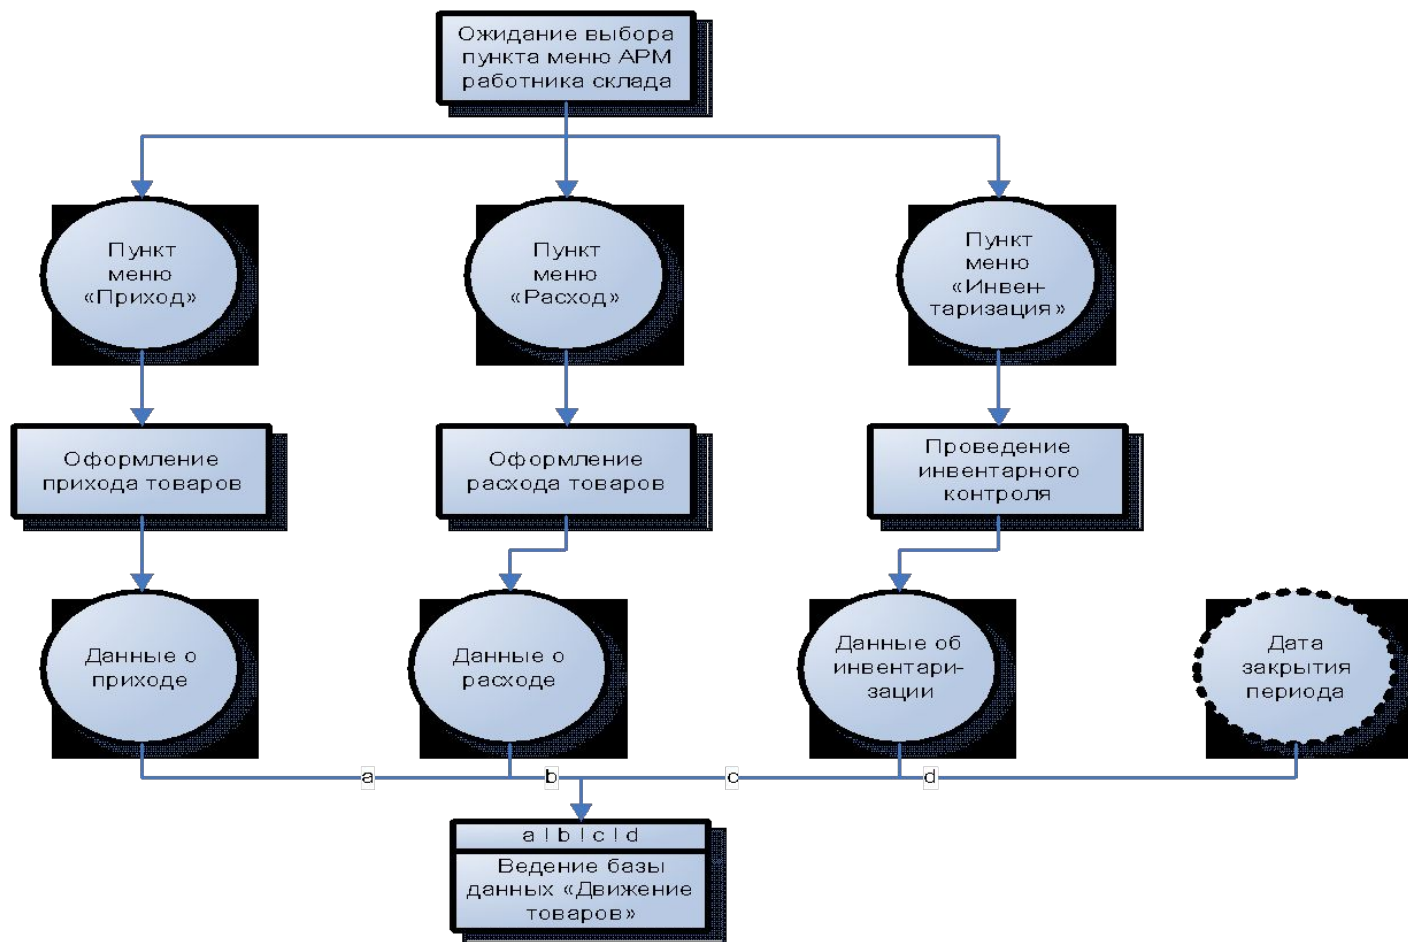 Ожидание выбора
пункта меню АРМ
работника склада
Пункт
меню
«Приход»
Пункт
меню
«Расход»
Пункт
меню
«Инвен-
таризация»
Оформление
прихода товаров
Оформление
расхода товаров
Проведение
инвентарного
контроля
Данные о
приходе
Данные о
расходе
Данные об
инвентари-
зации
Дата
закрытия
периода
a
b
c
d
a | b | c | d
Ведение базы
данных «Движение
товаров»